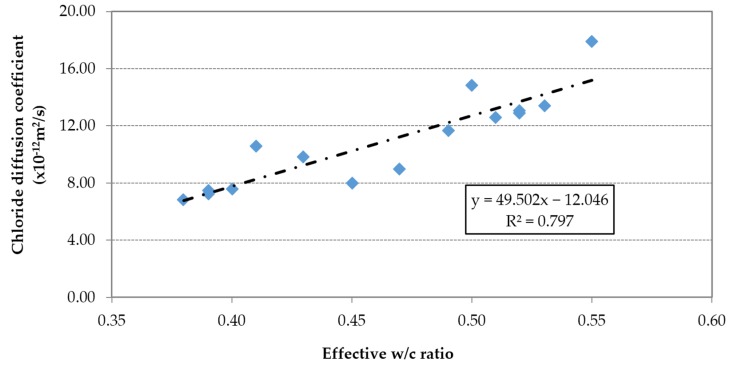 20.00
16.00
12.00
8.00
4.00
0.00
Chloride diffusion coefficient
(x10⁻¹²m²/s)
y = 49.502x − 12.046
R² = 0.797
0.35 0.40 0.45 0.50 0.55 0.60
Effective w/c ratio